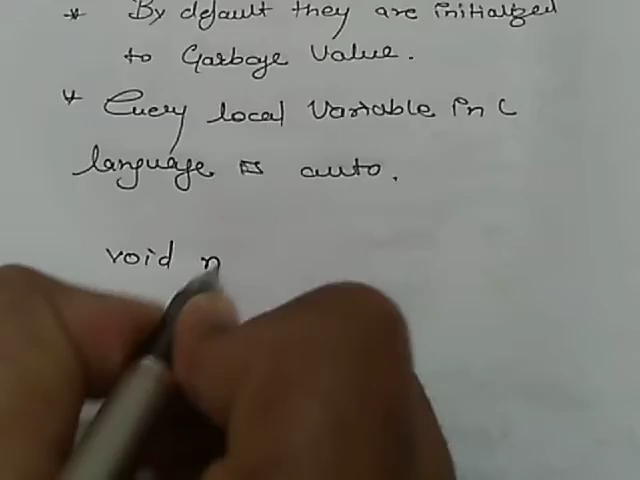 * By default they are initialized
to Garbage Value.
* Every local Variable in C
language is auto.
void n